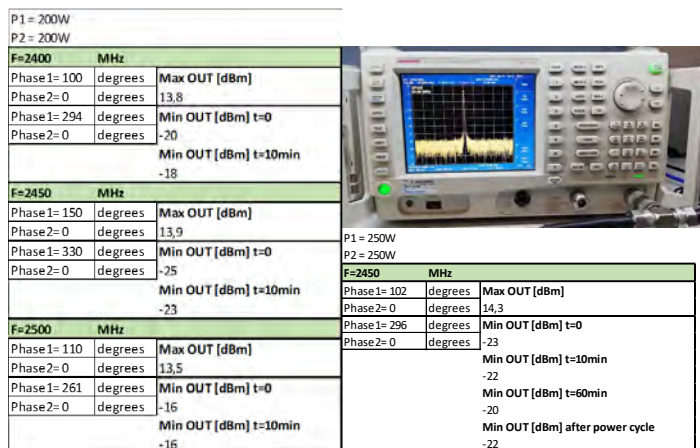 P1 = 200W
P2 = 200W
F=2400 MHz
Phase1= 100 degrees Max OUT [dBm]
Phase2= 0 degrees 13,8
Phase1= 294 degrees Min OUT [dBm] t=0
Phase2= 0 degrees -20
Min OUT [dBm] t=10min
-18
F=2450 MHz
Phase1= 150 degrees Max OUT [dBm]
Phase2= 0 degrees 13,9
Phase1= 330 degrees Min OUT [dBm] t=0
Phase2= 0 degrees -25
Min OUT [dBm] t=10min
-23
F=2500 MHz
Phase1= 110 degrees Max OUT [dBm]
Phase2= 0 degrees 13,5
Phase1= 261 degrees Min OUT [dBm] t=0
Phase2= 0 degrees -16
Min OUT [dBm] t=10min
-16
P1 = 250W
P2 = 250W
F=2450 MHz
Phase1= 102 degrees Max OUT [dBm]
Phase2= 0 degrees 14,3
Phase1= 296 degrees Min OUT [dBm] t=0
Phase2= 0 degrees -23
Min OUT [dBm] t=10min
-22
Min OUT [dBm] t=60min
-20
Min OUT [dBm] after power cycle
-22